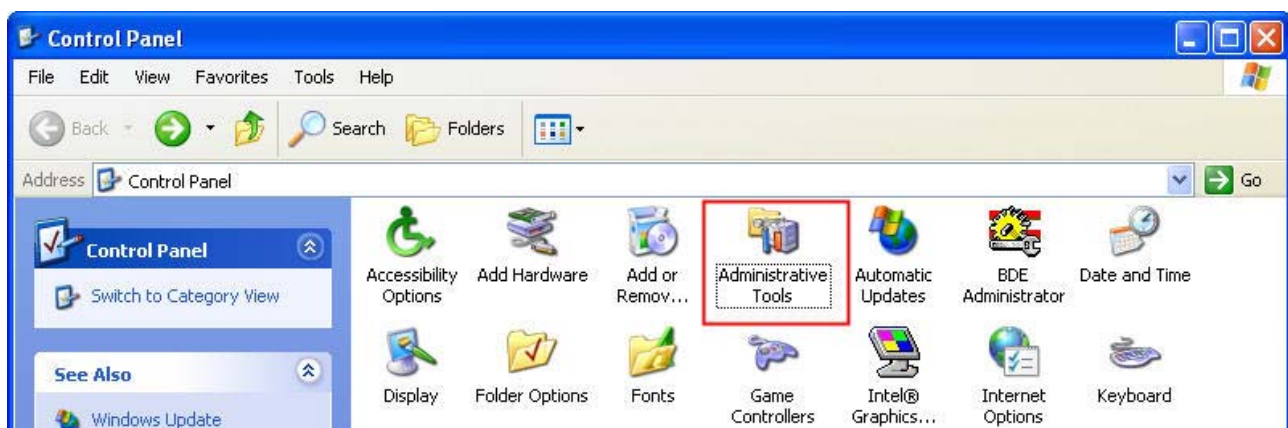 Control Panel
File Edit View Favorites Tools Help
Back Search Folders
Address Control Panel Go
Control Panel
Switch to Category View
See Also
Windows Update
Accessibility Options
Add Hardware
Add or Remov...
Administrative Tools
Automatic Updates
BDE Administrator
Date and Time
Display
Folder Options
Fonts
Game Controllers
Intel® Graphics...
Internet Options
Keyboard